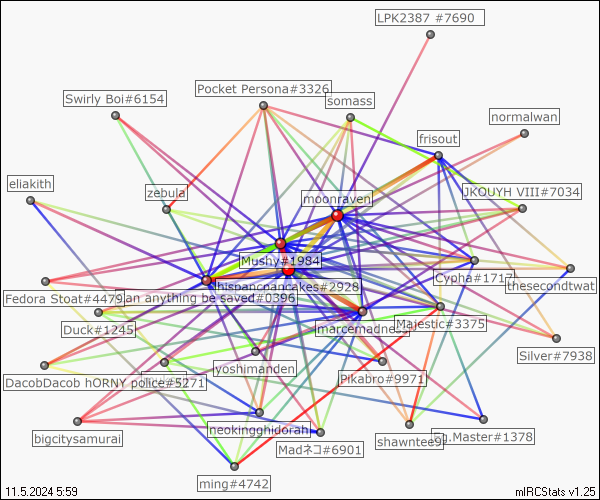 LPK2387 #7690
Pocket Persona#3326
Swirly Boi#6154
somass
normalwan
frisout
eliakith
zebula
JKOUYH VIII#7034
moonraven
Mushy#1984
Cypha#1717
thesecondtwat
hispancpancakes#2928
Fedora Stoat#4479
an anything be saved#0396
Duck#1245
marcemadness
Majestic#3375
Silver#7938
yoshimanden
Pikabro#9971
DacobDacob hORNY police#5271
neokingghidorah
bigcitysamurai
Madネコ#6901
shawntee9
Eg.Master#1378
ming#4742
11.5.2024 5:59
mIRCStats v1.25